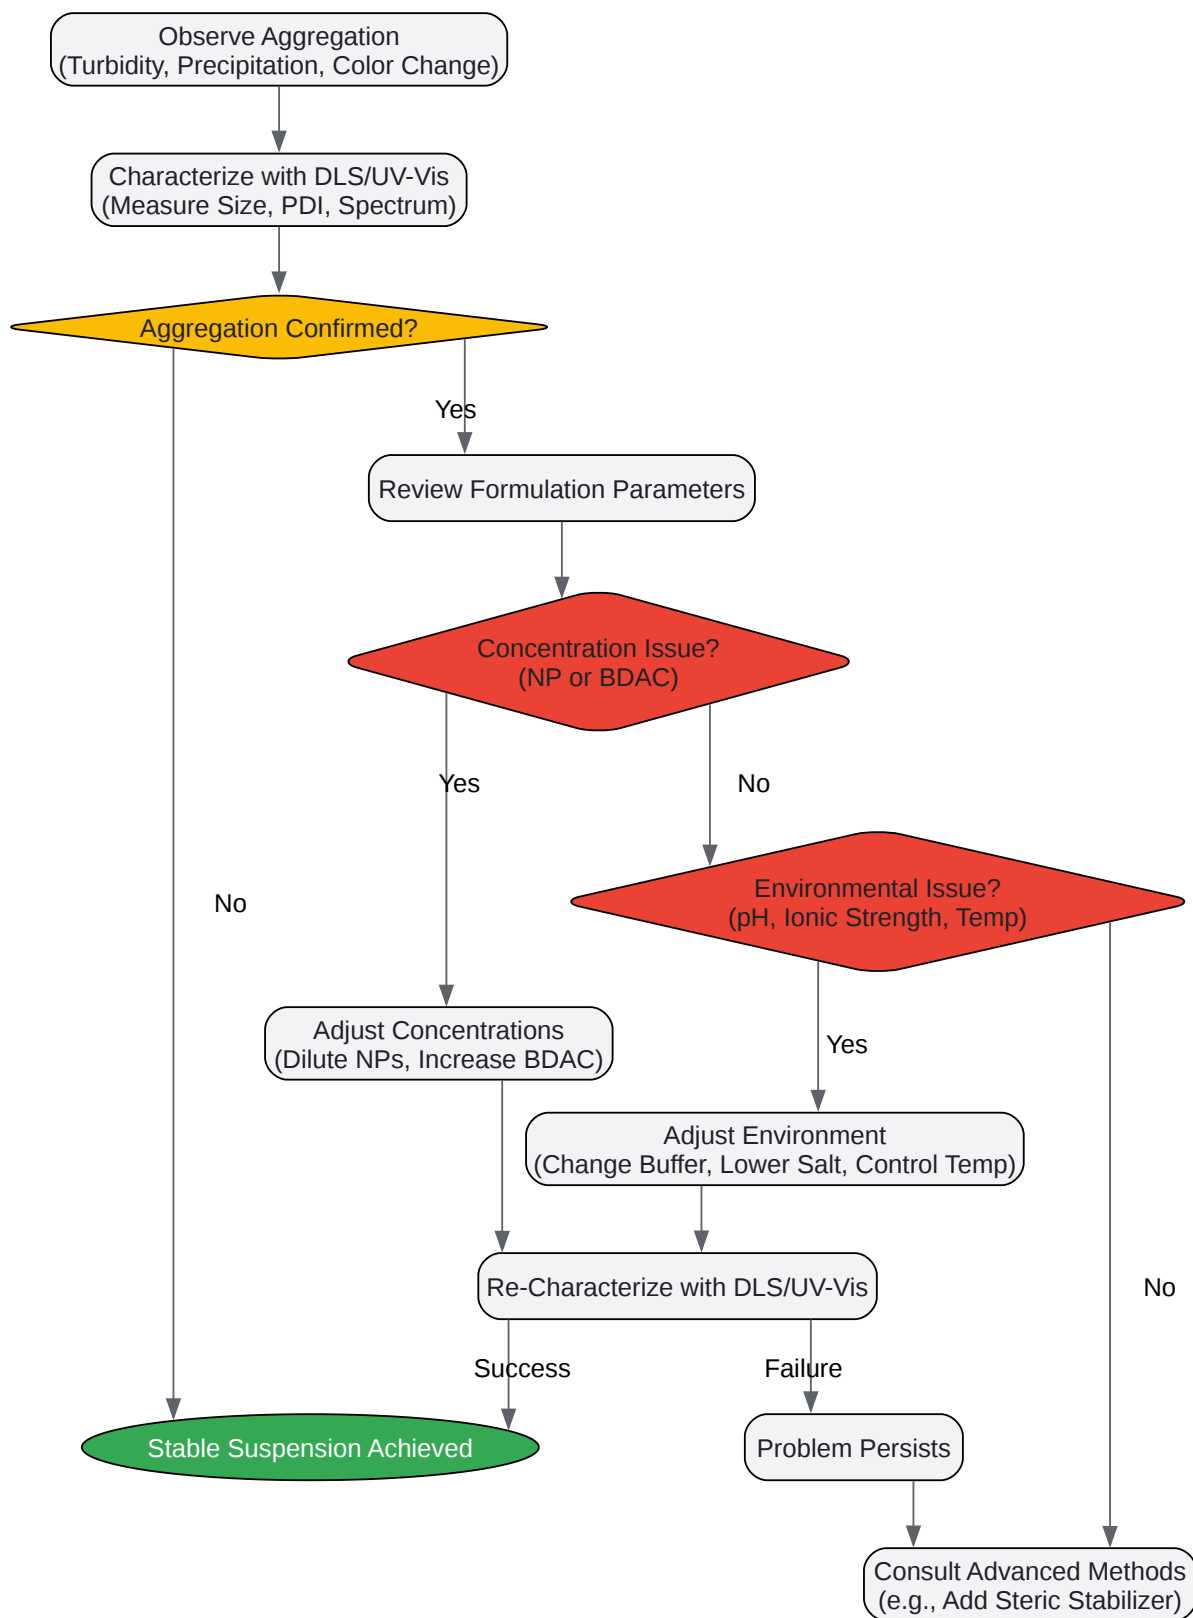 Observe Aggregation
(Turbidity, Precipitation, Color Change)
Characterize with DLS/UV-Vis
(Measure Size, PDI, Spectrum)
Aggregation Confirmed?
Yes
Review Formulation Parameters
Concentration Issue?
(NP or BDAC)
Yes
No
Environmental Issue?
(pH, Ionic Strength, Temp)
No
Adjust Concentrations
(Dilute NPs, Increase BDAC)
Yes
Adjust Environment
(Change Buffer, Lower Salt, Control Temp)
Re-Characterize with DLS/UV-Vis
No
Success
Failure
Stable Suspension Achieved
Problem Persists
Consult Advanced Methods
(e.g., Add Steric Stabilizer)